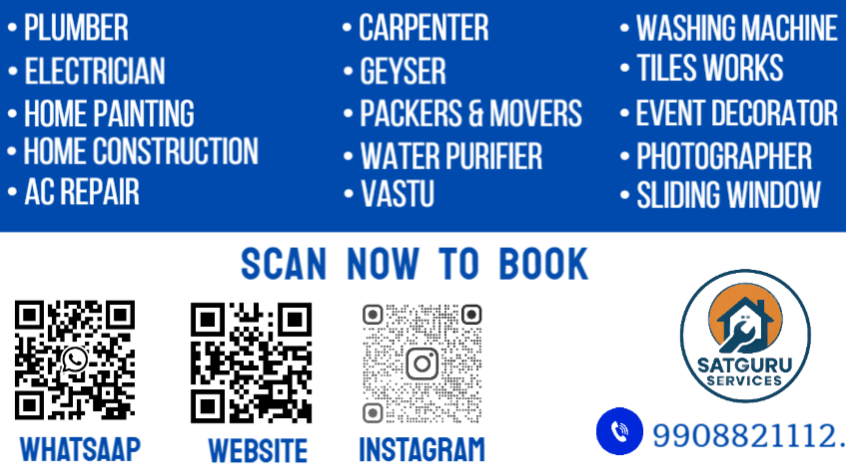 • PLUMBER
• ELECTRICIAN
• HOME PAINTING
• HOME CONSTRUCTION
• AC REPAIR
• CARPENTER
• GEYSER
• PACKERS & MOVERS
• WATER PURIFIER
• VASTU
• WASHING MACHINE
• TILES WORKS
• EVENT DECORATOR
• PHOTOGRAPHER
• SLIDING WINDOW
SCAN NOW TO BOOK
WHATSAAP
WEBSITE
INSTAGRAM
SATGURU
SERVICES
9908821112.